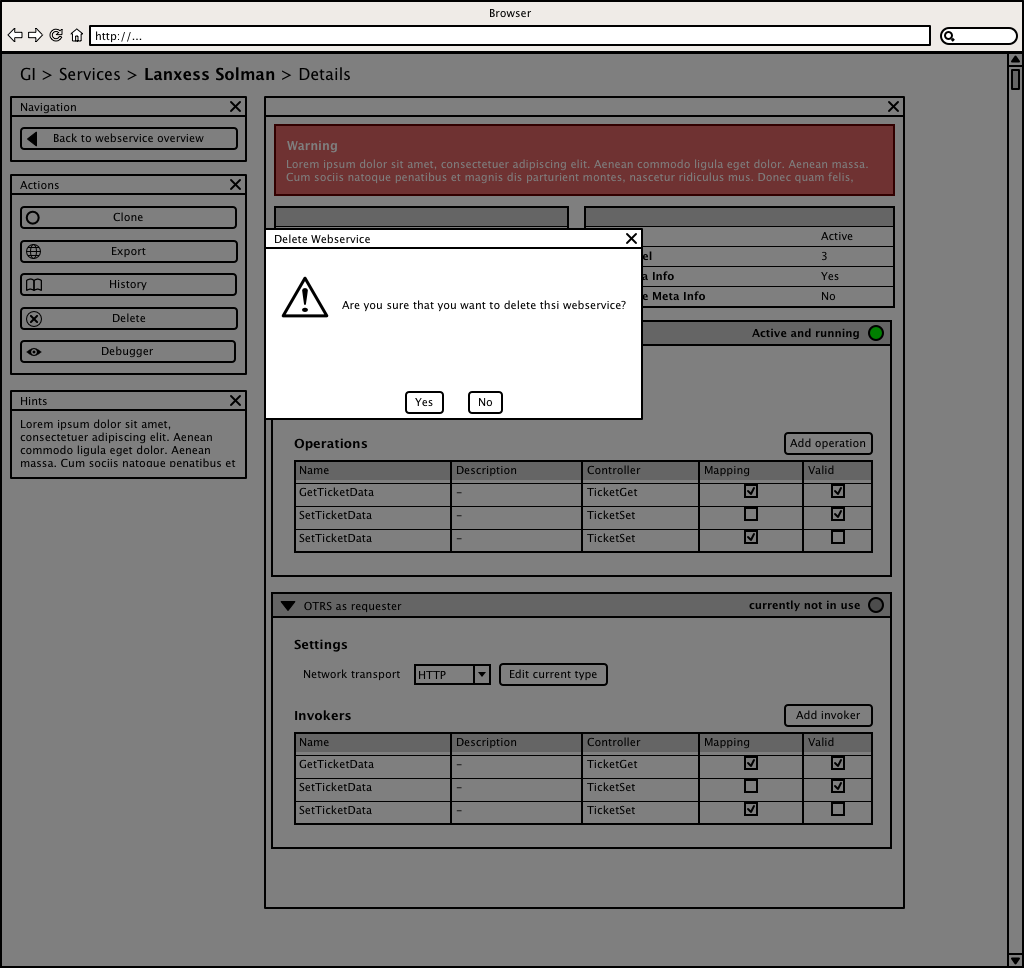 Browser
http://...
GI > Services > Lanxess Solman > Details
Navigation
Back to webservice overview
Actions
Clone
Export
History
Delete
Debugger
Hints
Lorem ipsum dolor sit amet,
consectetuer adipiscing elit. Aenean
commodo ligula eget dolor. Aenean
massa. Cum sociis natoque penatibus et
Warning
Lorem ipsum dolor sit amet, consectetuer adipiscing elit. Aenean commodo ligula eget dolor. Aenean massa.
Cum sociis natoque penatibus et magnis dis parturient montes, nascetur ridiculus mus. Donec quam felis,
Active
3
Info Yes
Meta Info No
Delete Webservice
Are you sure that you want to delete thsi webservice?
Yes No
Active and running
Operations Add operation
Name Description Controller Mapping Valid
GetTicketData – TicketGet
SetTicketData – TicketSet
SetTicketData – TicketSet
OTRS as requester currently not in use
Settings
Network transport HTTP Edit current type
Invokers Add invoker
Name Description Controller Mapping Valid
GetTicketData – TicketGet
SetTicketData – TicketSet
SetTicketData – TicketSet